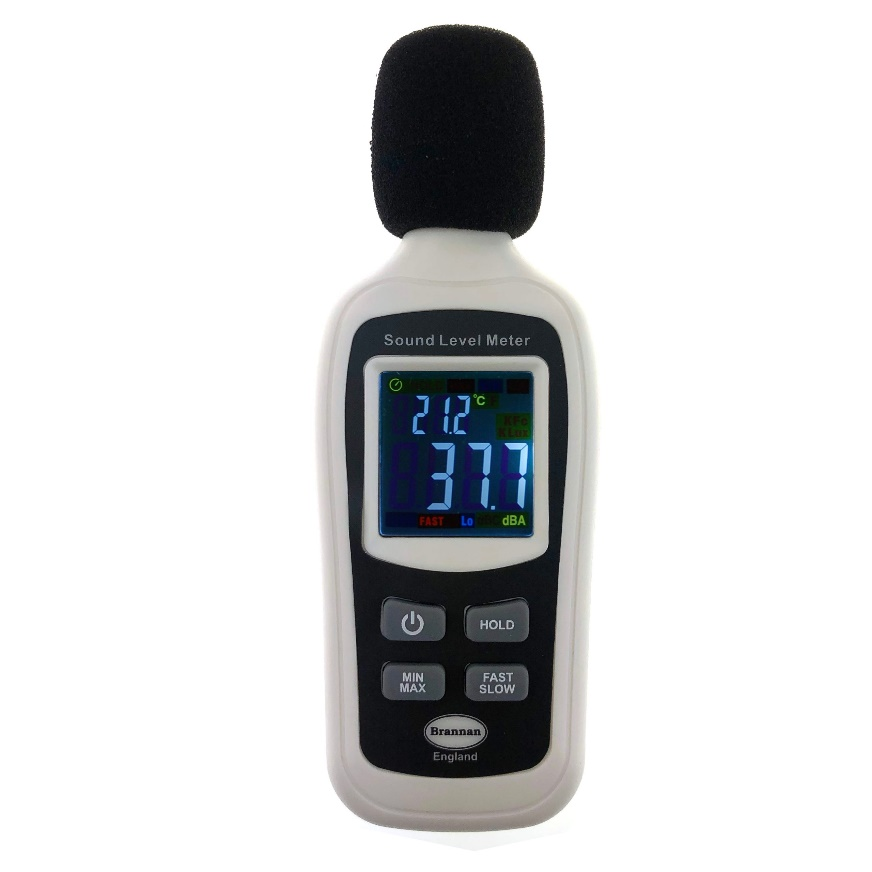 Sound Level Meter
21.2 °C
37.7
FAST Lo dBA
HOLD
MIN
MAX
FAST
SLOW
Brannan
England